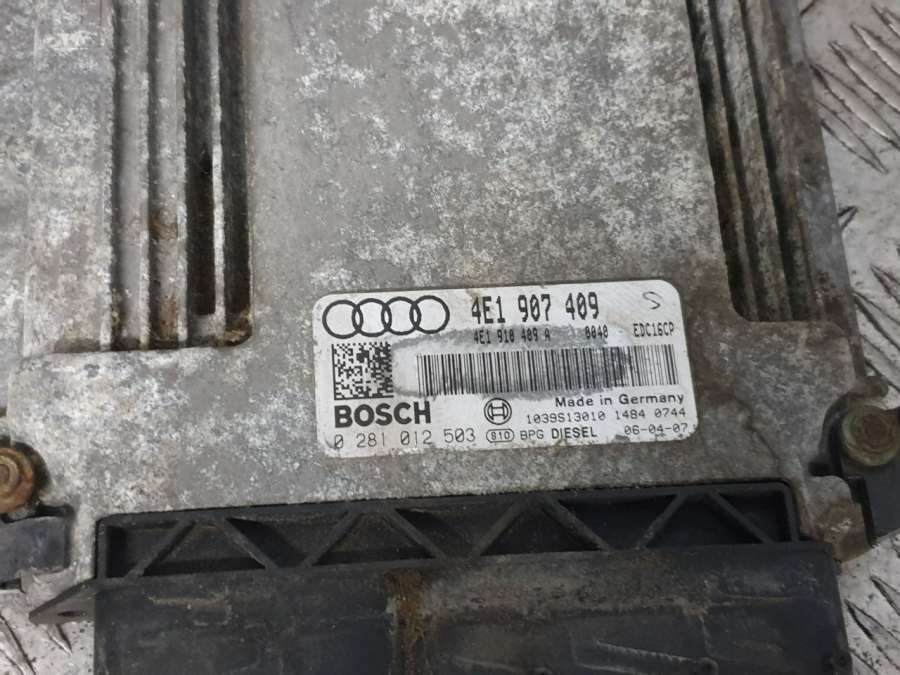 4E1 907 409 S
4E1 910 409 A 0040 EDC16CP
BOSCH Made in Germany
1039S13010 1484 0744
0 281 012 503 810 BPG DIESEL 06-04-07